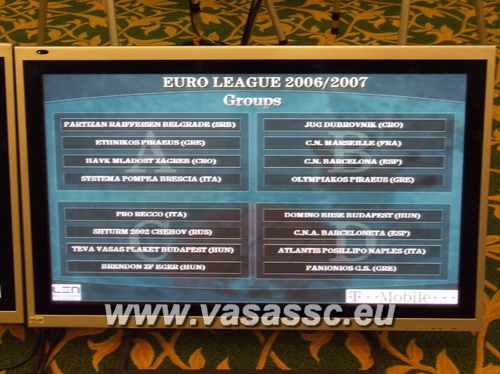 EURO LEAGUE 2006/2007
Groups
A
PARTIZAN RAIFFEISEN BELGRADE (SRB)
ETHNIKOS PIRAEUS (GRE)
HAVK MLADOST ZAGREB (CRO)
SYSTEMA POMPEA BRESCIA (ITA)
B
JUG DUBROVNIK (CRO)
C.N. MARSEILLE (FRA)
C.N. BARCELONA (ESP)
OLYMPIAKOS PIRAEUS (GRE)
C
PRO RECCO (ITA)
SHTURM 2002 CHEHOV (RUS)
TEVA VASAS PLAKET BUDAPEST (HUN)
BRENDON ZF EGER (HUN)
D
DOMINO BHSE BUDAPEST (HUN)
C.N.A. BARCELONETA (ESP)
ATLANTIS POSILLIPO NAPLES (ITA)
PANIONIOS G.S. (GRE)
LEN
T··Mobile··
www.vasassc.eu